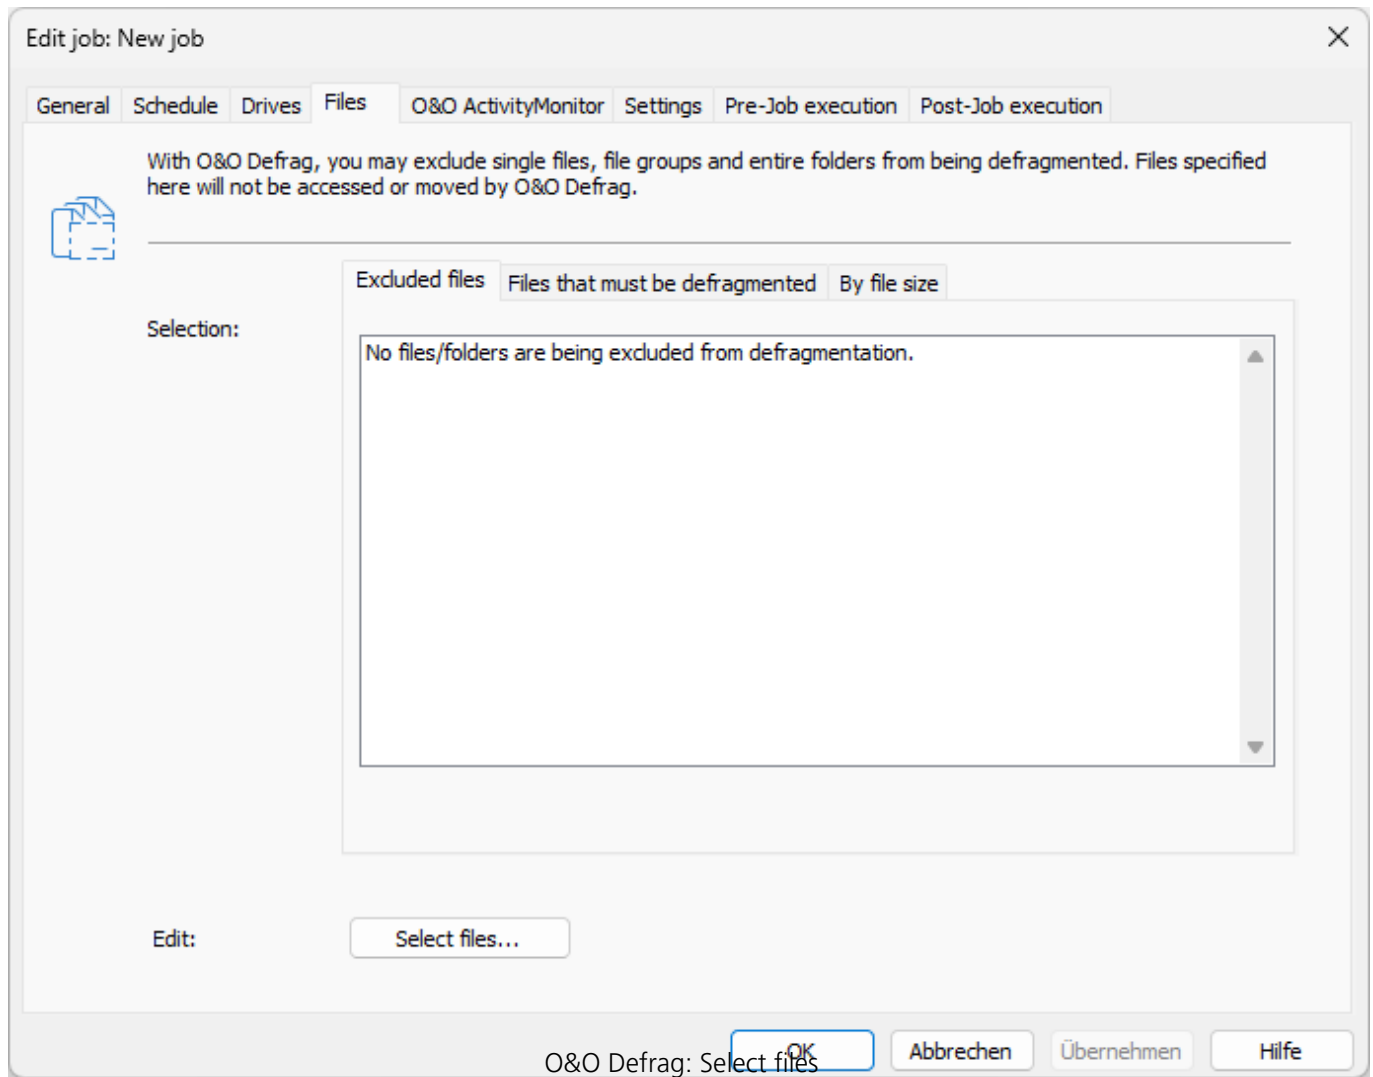 Edit job: New job
General Schedule Drives Files O&O ActivityMonitor Settings Pre-Job execution Post-Job execution
With O&O Defrag, you may exclude single files, file groups and entire folders from being defragmented. Files specified
here will not be accessed or moved by O&O Defrag.
Excluded files Files that must be defragmented By file size
Selection:
No files/folders are being excluded from defragmentation.
Edit: Select files...
OK Abbrechen Übernehmen Hilfe
O&O Defrag: Select files